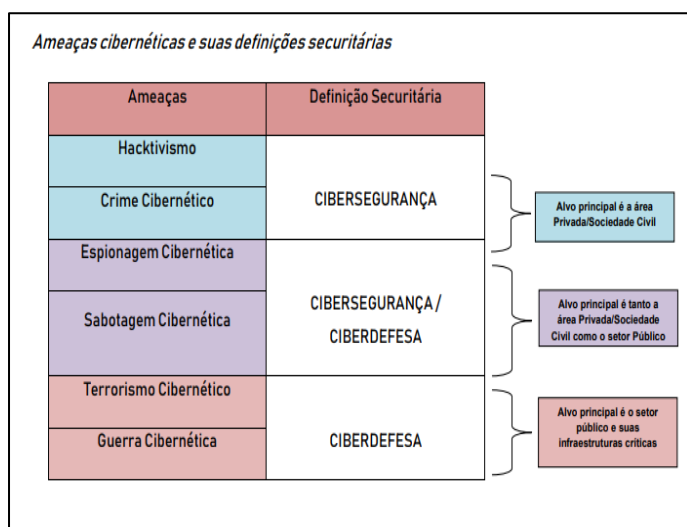 Ameaças cibernéticas e suas definições securitárias
Ameaças
Definição Securitária
Hacktivismo
Crime Cibernético
CIBERSEGURANÇA
Alvo principal é a área
Privada/Sociedade Civil
Espionagem Cibernética
Sabotagem Cibernética
CIBERSEGURANÇA /
CIBERDEFESA
Alvo principal é tanto a
área Privada/Sociedade
Civil como o setor Público
Terrorismo Cibernético
Guerra Cibernética
CIBERDEFESA
Alvo principal é o setor
público e suas
infraestruturas críticas